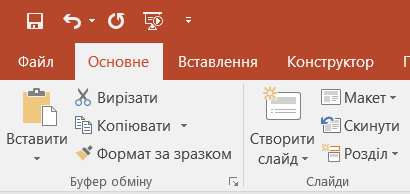 Файл Основне Вставлення Конструктор
Вирізати
Копіювати
Формат за зразком
Вставити
Буфер обміну
Створити
слайд
Макет
Скинути
Розділ
Слайди